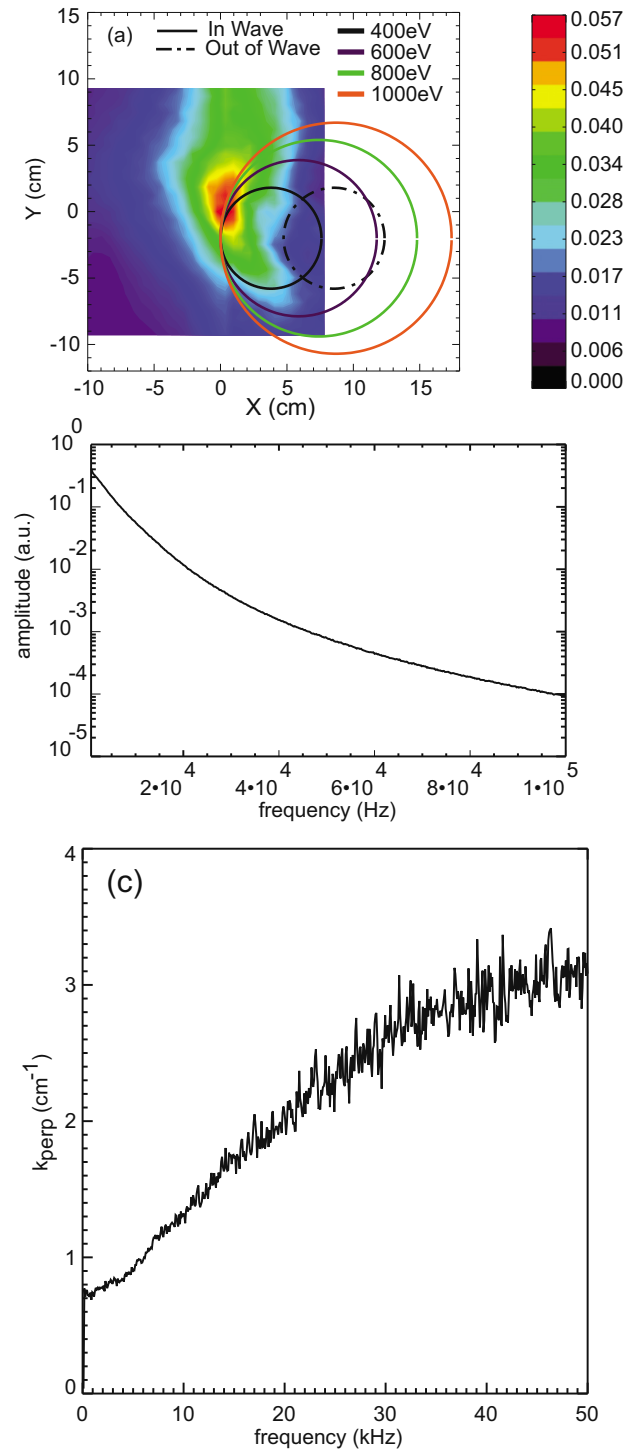 (a)
In Wave
Out of Wave
400eV
600eV
800eV
1000eV
15
10
5
0
-5
-10
Y (cm)
-10 -5 0 5 10 15
X (cm)
0.057
0.051
0.046
0.040
0.034
0.028
0.023
0.017
0.011
0.006
0.000
0
10^0
10^-1
10^-2
10^-3
10^-4
10^-5
amplitude (a.u.)
2•10^4 4•10^4 6•10^4 8•10^4 1•10^5
frequency (Hz)
(c)
4
3
2
1
0
k_perp (cm^-1)
0 10 20 30 40 50
frequency (kHz)